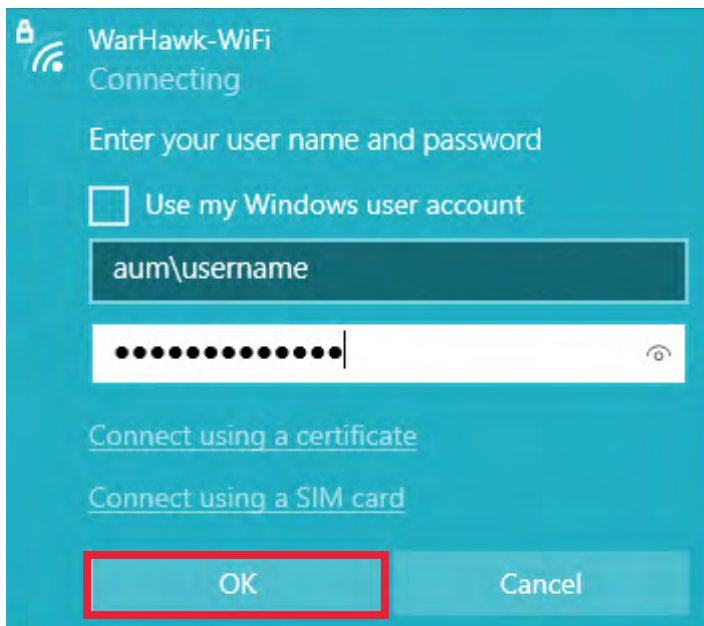 WarHawk-WiFi
Connecting
Enter your user name and password
Use my Windows user account
aum\username
●●●●●●●●●●●●●
Connect using a certificate
Connect using a SIM card
OK Cancel